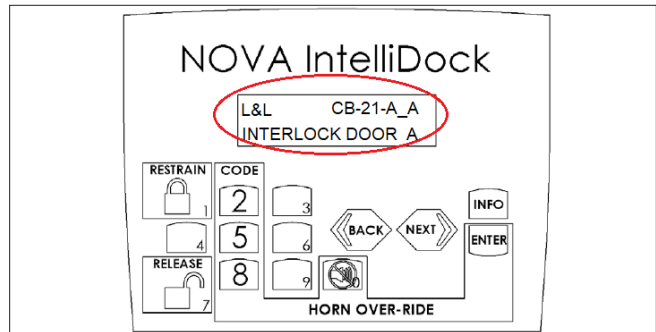 NOVA IntelliDock
L&L CB-21-A_A
INTERLOCK DOOR A
RESTRAIN
1
CODE
2
3
4
5
6
BACK
NEXT
INFO
ENTER
RELEASE
7
8
9
0
HORN OVER-RIDE